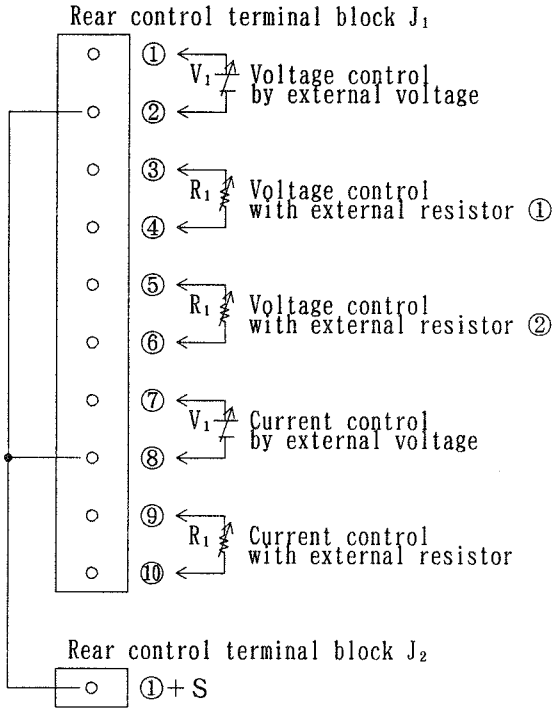 Rear control terminal block J₁
①
V₁ Voltage control
by external voltage
②
③
R₁ Voltage control
with external resistor ①
④
⑤
R₁ Voltage control
with external resistor ②
⑥
⑦
V₁ Current control
by external voltage
⑧
⑨
R₁ Current control
with external resistor
⑩
Rear control terminal block J₂
①+S